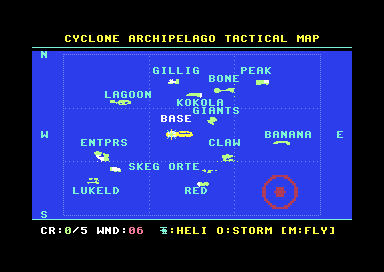 CYCLONE ARCHIPELAGO TACTICAL MAP
N
GILLIG PEAK
BONE
LAGOON
KOKOLA
GIANTS
BASE
W ENTPRS CLAW BANANA E
SKEG ORTE
LUKELD RED
S
CR:0/5 WND:06 :HELI O:STORM [M:FLY]